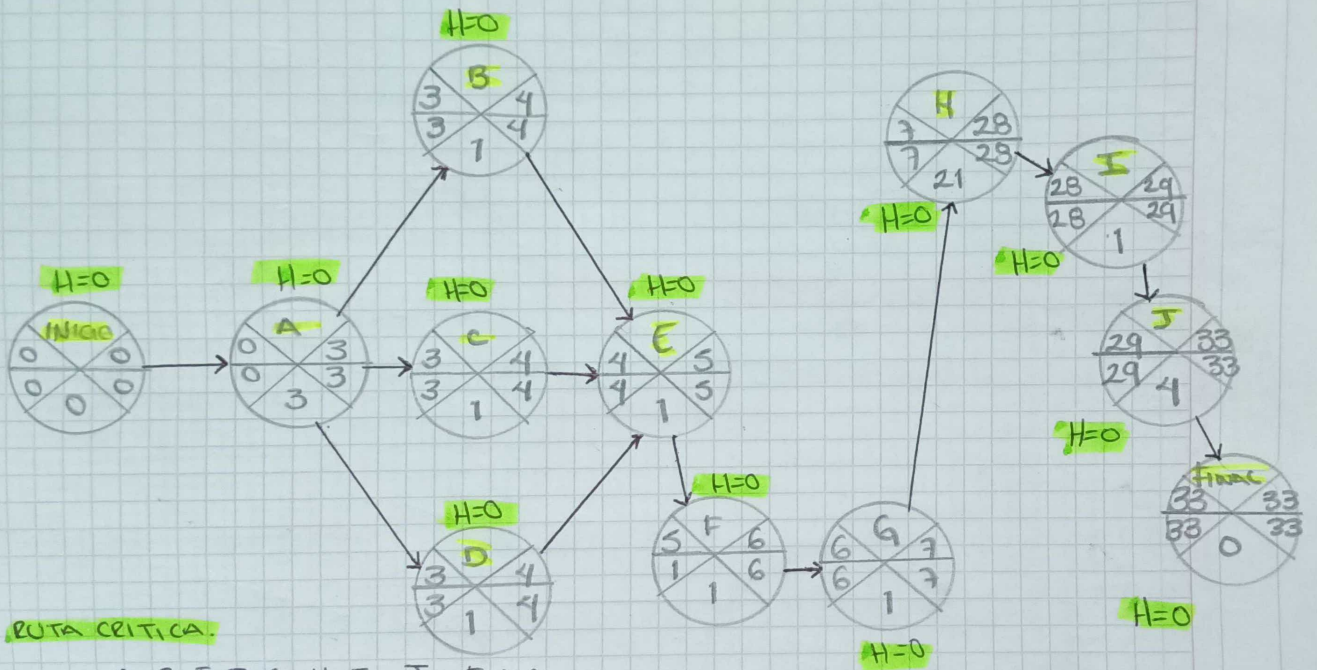 H=0
B
3 4
3 4
1
H
7 28
7 28
21
H=0
I
28 29
28 29
1
H=0
H=0
INICIO
0 0
0 0
0
H=0
A
0 3
0 3
3
H=0
C
3 4
3 4
1
H=0
E
4 5
4 5
1
J
29 33
29 33
4
H=0
H=0
D
3 4
3 4
1
H=0
F
5 6
1 6
1
G
6 7
6 7
1
H=0
FINAL
33 33
33 33
0
H=0
RUTA CRITICA.